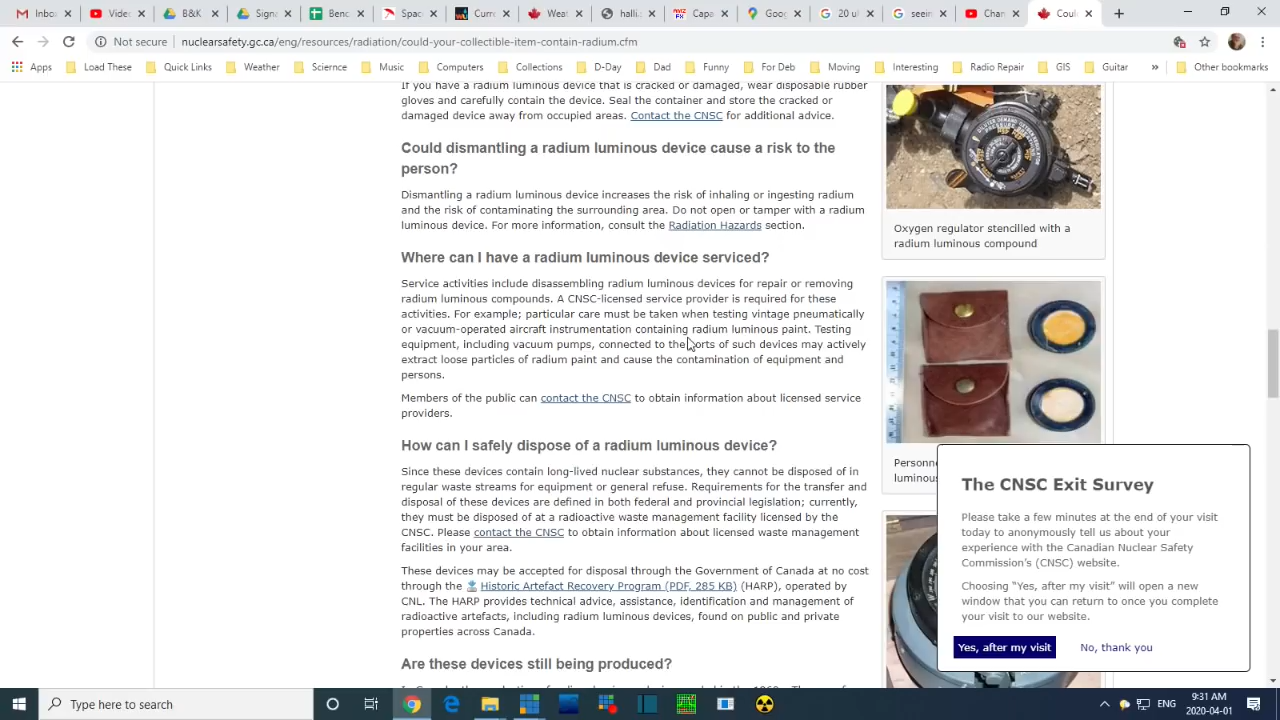 Inbox
Video
B&K
Benc
Curre
Weat
halli
Cape
Goog
20 ul
seein
Could
Not secure
nuclearsafety.gc.ca/eng/resources/radiation/could-your-collectible-item-contain-radium.cfm
Apps
Load These
Quick Links
Weather
Sciernce
Music
Computers
Collections
D-Day
Dad
Funny
For Deb
Moving
Interesting
Radio Repair
GIS
Guitar
»
Other bookmarks
If you have a radium luminous device that is cracked or damaged, wear disposable rubber
gloves and carefully contain the device. Seal the container and store the cracked or
damaged device away from occupied areas. Contact the CNSC for additional advice.
Could dismantling a radium luminous device cause a risk to the
person?
Dismantling a radium luminous device increases the risk of inhaling or ingesting radium
and the risk of contaminating the surrounding area. Do not open or tamper with a radium
luminous device. For more information, consult the Radiation Hazards section.
Where can I have a radium luminous device serviced?
Service activities include disassembling radium luminous devices for repair or removing
radium luminous compounds. A CNSC-licensed service provider is required for these
activities. For example; particular care must be taken when testing vintage pneumatically
or vacuum-operated aircraft instrumentation containing radium luminous paint. Testing
equipment, including vacuum pumps, connected to the ports of such devices may actively
extract loose particles of radium paint and cause the contamination of equipment and
persons.
Members of the public can contact the CNSC to obtain information about licensed service
providers.
How can I safely dispose of a radium luminous device?
Since these devices contain long-lived nuclear substances, they cannot be disposed of in
regular waste streams for equipment or general refuse. Requirements for the transfer and
disposal of these devices are defined in both federal and provincial legislation; currently,
they must be disposed of at a radioactive waste management facility licensed by the
CNSC. Please contact the CNSC to obtain information about licensed waste management
facilities in your area.
These devices may be accepted for disposal through the Government of Canada at no cost
through the Historic Artefact Recovery Program (PDF, 285 KB) (HARP), operated by
CNL. The HARP provides technical advice, assistance, identification and management of
radioactive artefacts, including radium luminous devices, found on public and private
properties across Canada.
Are these devices still being produced?
Oxygen regulator stencilled with a
radium luminous compound
Personne
luminous
The CNSC Exit Survey
Please take a few minutes at the end of your visit
today to anonymously tell us about your
experience with the Canadian Nuclear Safety
Commission's (CNSC) website.
Choosing "Yes, after my visit" will open a new
window that you can return to once you complete
your visit to our website.
Yes, after my visit
No, thank you
Type here to search
ENG
9:31 AM
2020-04-01